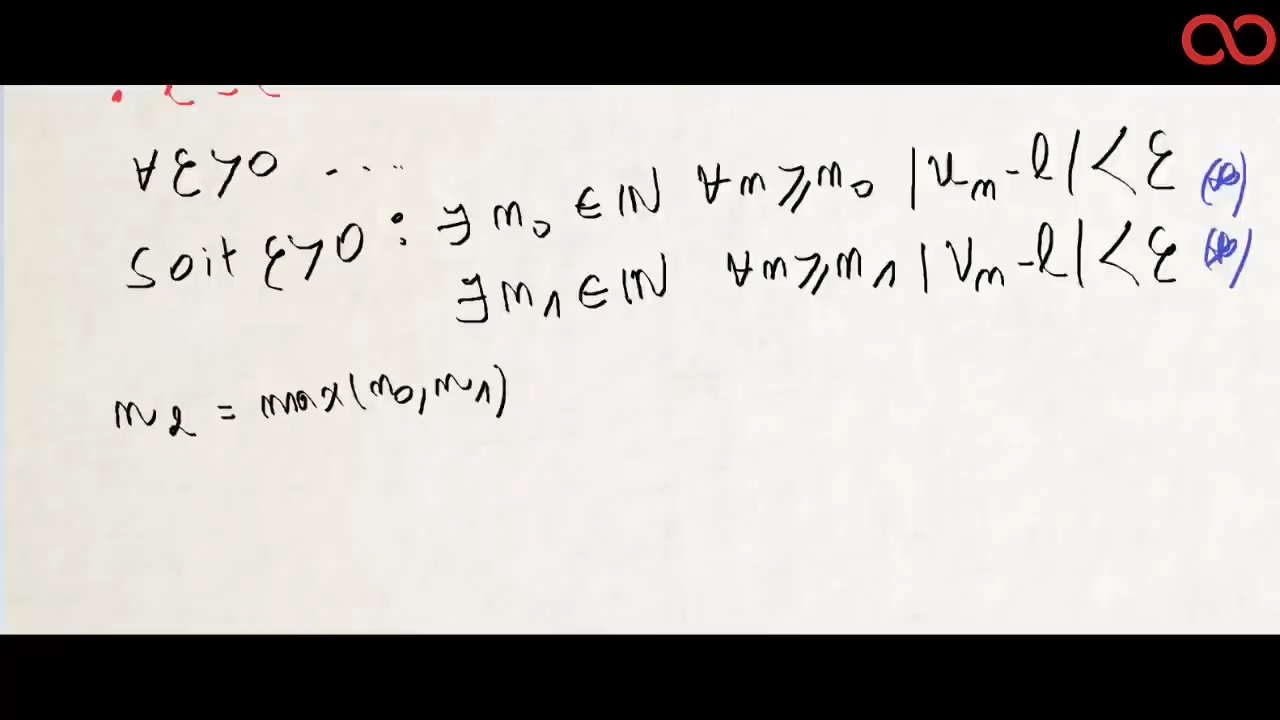 ∀ε>0 ...
Soit ε>0 : ∃ n₀ ∈ ℕ ∀n ⩾ n₀ |Uₙ - l| < ε
∃ n₁ ∈ ℕ ∀n ⩾ n₁ |Vₙ - l| < ε
n₂ = max(n₀, n₁)